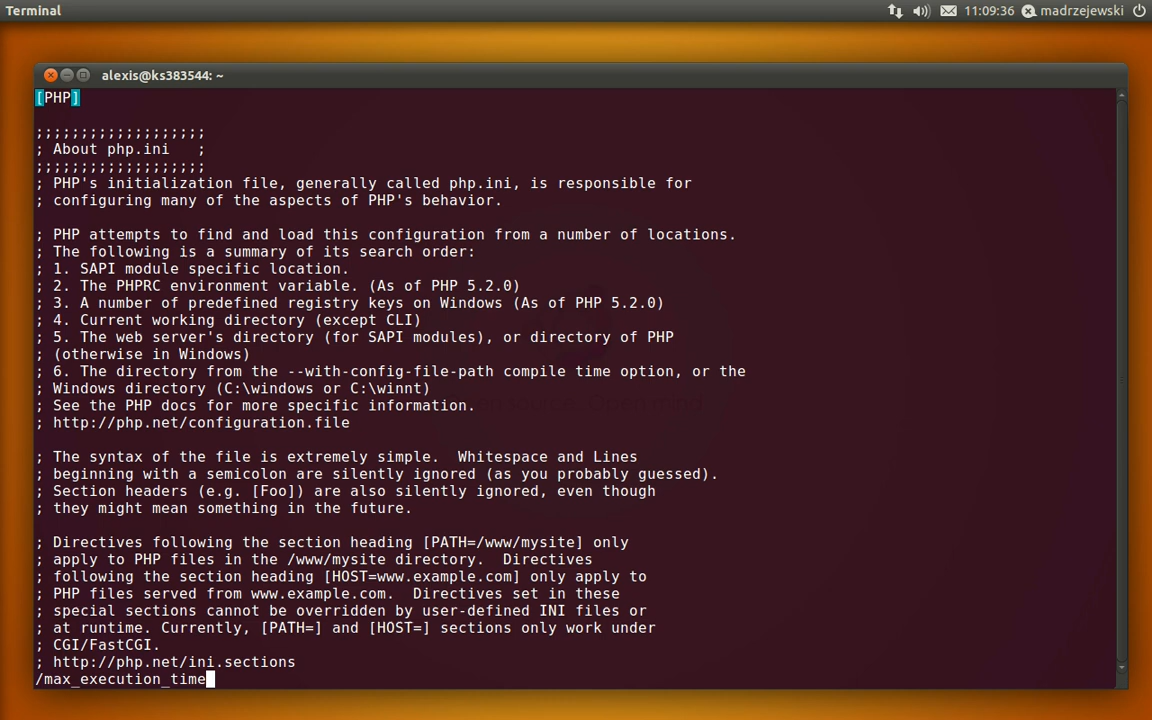 Terminal
11:09:36 madrzejewski
alexis@ks383544: ~
[PHP]
;;;;;;;;;;;;;;;;;;;
; About php.ini   ;
;;;;;;;;;;;;;;;;;;;
; PHP's initialization file, generally called php.ini, is responsible for
; configuring many of the aspects of PHP's behavior.
; PHP attempts to find and load this configuration from a number of locations.
; The following is a summary of its search order:
; 1. SAPI module specific location.
; 2. The PHPRC environment variable. (As of PHP 5.2.0)
; 3. A number of predefined registry keys on Windows (As of PHP 5.2.0)
; 4. Current working directory (except CLI)
; 5. The web server's directory (for SAPI modules), or directory of PHP
; (otherwise in Windows)
; 6. The directory from the --with-config-file-path compile time option, or the
; Windows directory (C:\windows or C:\winnt)
; See the PHP docs for more specific information.
; http://php.net/configuration.file
; The syntax of the file is extremely simple.  Whitespace and Lines
; beginning with a semicolon are silently ignored (as you probably guessed).
; Section headers (e.g. [Foo]) are also silently ignored, even though
; they might mean something in the future.
; Directives following the section heading [PATH=/www/mysite] only
; apply to PHP files in the /www/mysite directory.  Directives
; following the section heading [HOST=www.example.com] only apply to
; PHP files served from www.example.com.  Directives set in these
; special sections cannot be overridden by user-defined INI files or
; at runtime. Currently, [PATH=] and [HOST=] sections only work under
; CGI/FastCGI.
; http://php.net/ini.sections
/max_execution_time